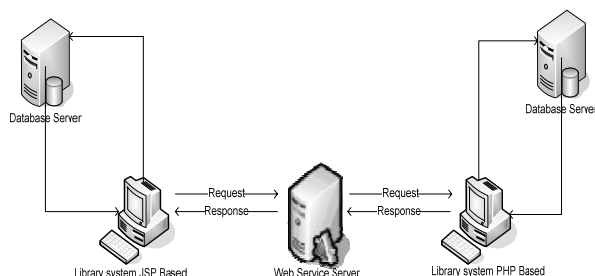 Database Server
Database Server
Request
Request
Response
Response
Library system JSP Based
Web Service Server
Library system PHP Based